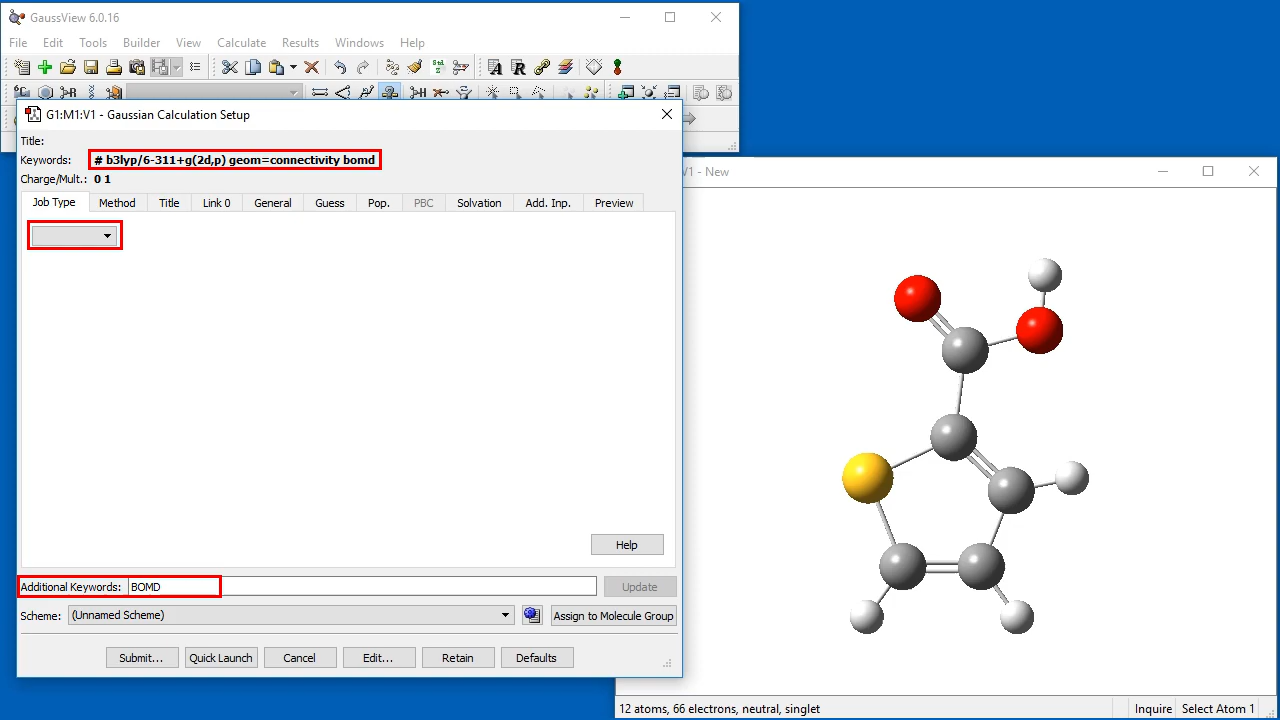 GaussView 6.0.16
File Edit Tools Builder View Calculate Results Windows Help
G1:M1:V1 - Gaussian Calculation Setup
Title:
Keywords: # b3lyp/6-311+g(2d,p) geom=connectivity bomd
Charge/Mult.: 0 1
Job Type Method Title Link 0 General Guess Pop. PBC Solvation Add. Inp. Preview
Help
Additional Keywords: BOMD Update
Scheme: (Unnamed Scheme) Assign to Molecule Group
Submit... Quick Launch Cancel Edit... Retain Defaults
V1 - New
12 atoms, 66 electrons, neutral, singlet Inquire Select Atom 1